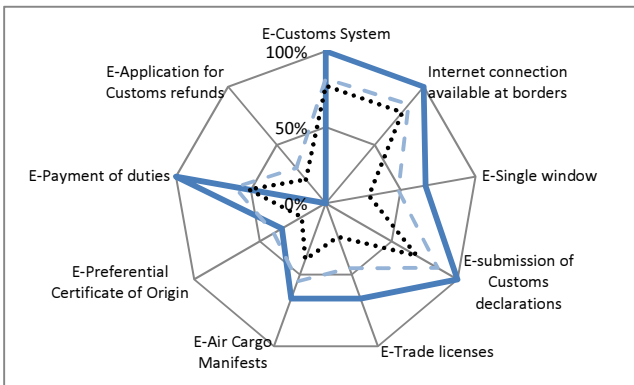 E-Customs System
100%
E-Application for
Customs refunds
Internet connection
available at borders
50%
E-Payment of duties
E-Single window
0%
E-submission of
Customs
declarations
E-Preferential
Certificate of Origin
E-Air Cargo
Manifests
E-Trade licenses